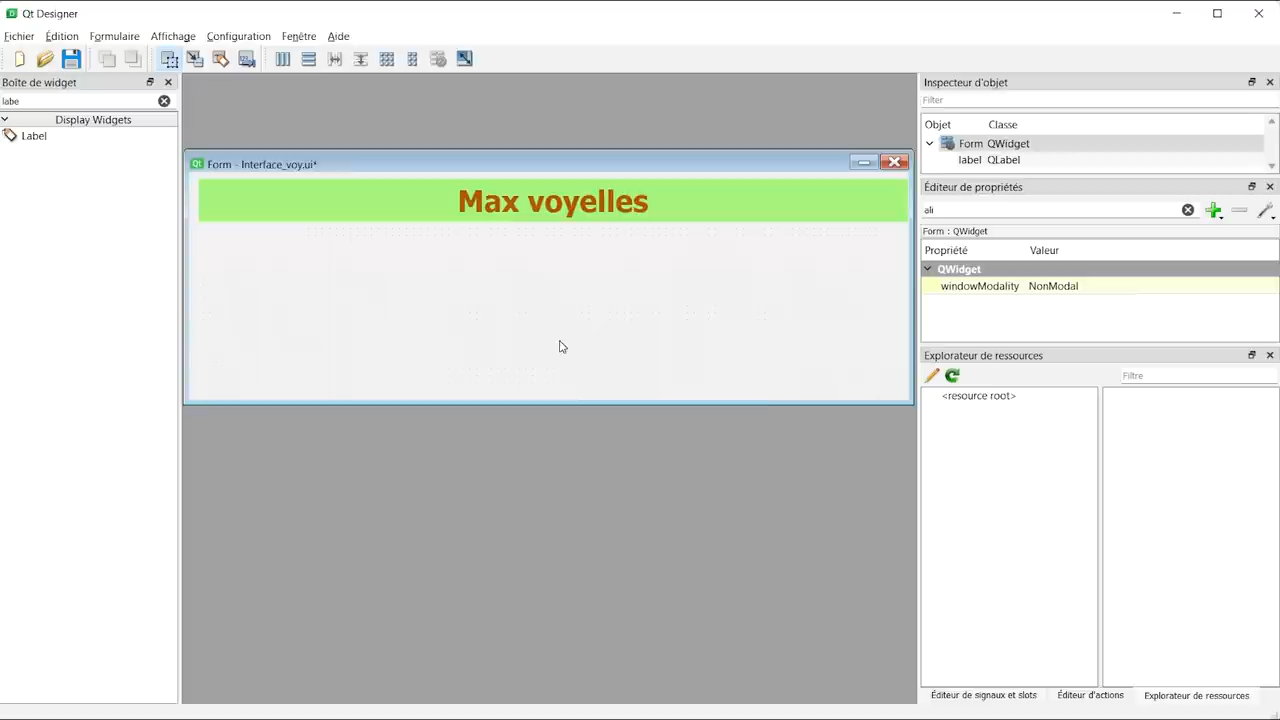 Qt Designer
Fichier Édition Formulaire Affichage Configuration Fenêtre Aide
Boîte de widget
labe
Display Widgets
Label
Form - Interface_voy.ui*
Max voyelles
Inspecteur d'objet
Filter
Objet Classe
Form QWidget
label QLabel
Éditeur de propriétés
ali
Form : QWidget
Propriété Valeur
QWidget
windowModality NonModal
Explorateur de ressources
Filtre
<resource root>
Éditeur de signaux et slots Éditeur d'actions Explorateur de ressources